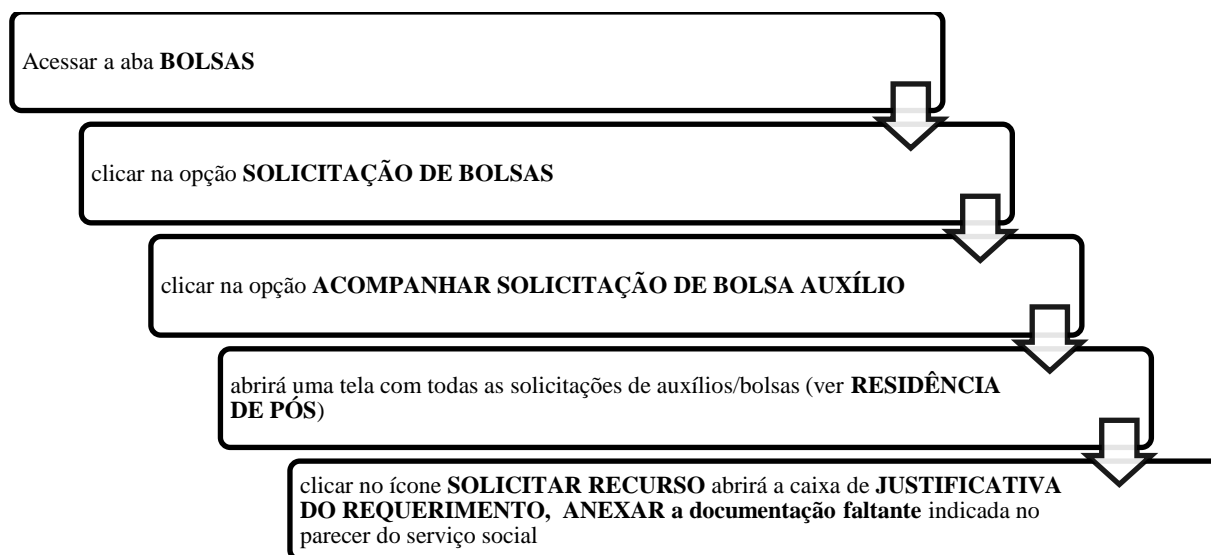 Acessar a aba BOLSAS
clicar na opção SOLICITAÇÃO DE BOLSAS
clicar na opção ACOMPANHAR SOLICITAÇÃO DE BOLSA AUXÍLIO
abrirá uma tela com todas as solicitações de auxílios/bolsas (ver RESIDÊNCIA
DE PÓS)
clicar no ícone SOLICITAR RECURSO abrirá a caixa de JUSTIFICATIVA
DO REQUERIMENTO, ANEXAR a documentação faltante indicada no
parecer do serviço social